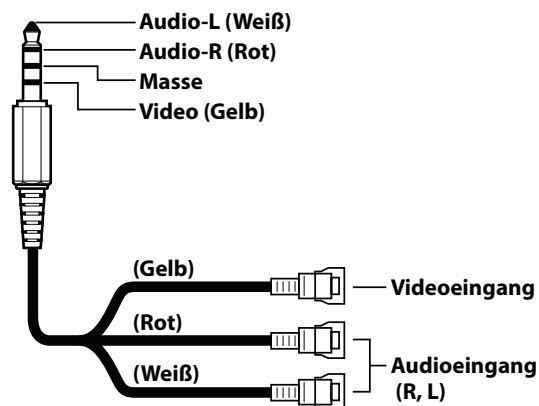 Audio-L (Weiß)
Audio-R (Rot)
Masse
Video (Gelb)
(Gelb)
Videoeingang
(Rot)
Audioeingang
(R, L)
(Weiß)